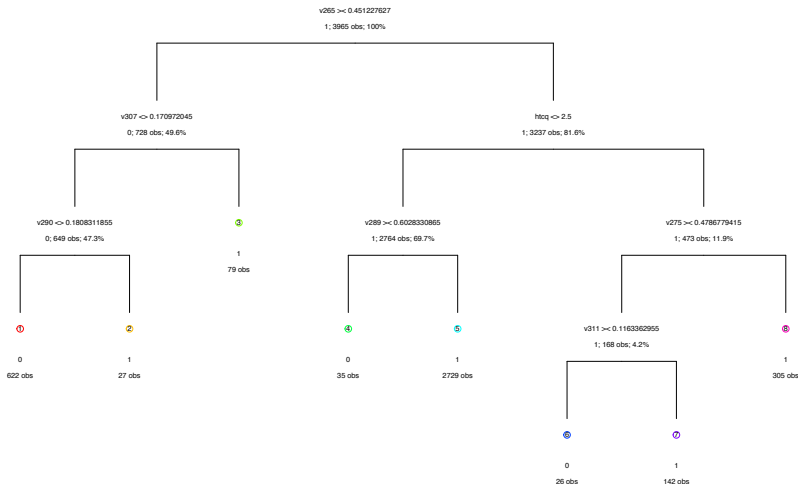 v265 >< 0.451227627
1; 3965 obs; 100%
v307 <> 0.170972045
0; 728 obs; 49.6%
htcq <> 2.5
1; 3237 obs; 81.6%
v290 <> 0.1808311855
0; 649 obs; 47.3%
3
1
79 obs
v289 >< 0.6028330865
1; 2764 obs; 69.7%
v275 >< 0.4786779415
1; 473 obs; 11.9%
1
0
622 obs
2
1
27 obs
4
0
35 obs
5
1
2729 obs
v311 >< 0.1163362955
1; 168 obs; 4.2%
8
1
305 obs
6
0
26 obs
7
1
142 obs